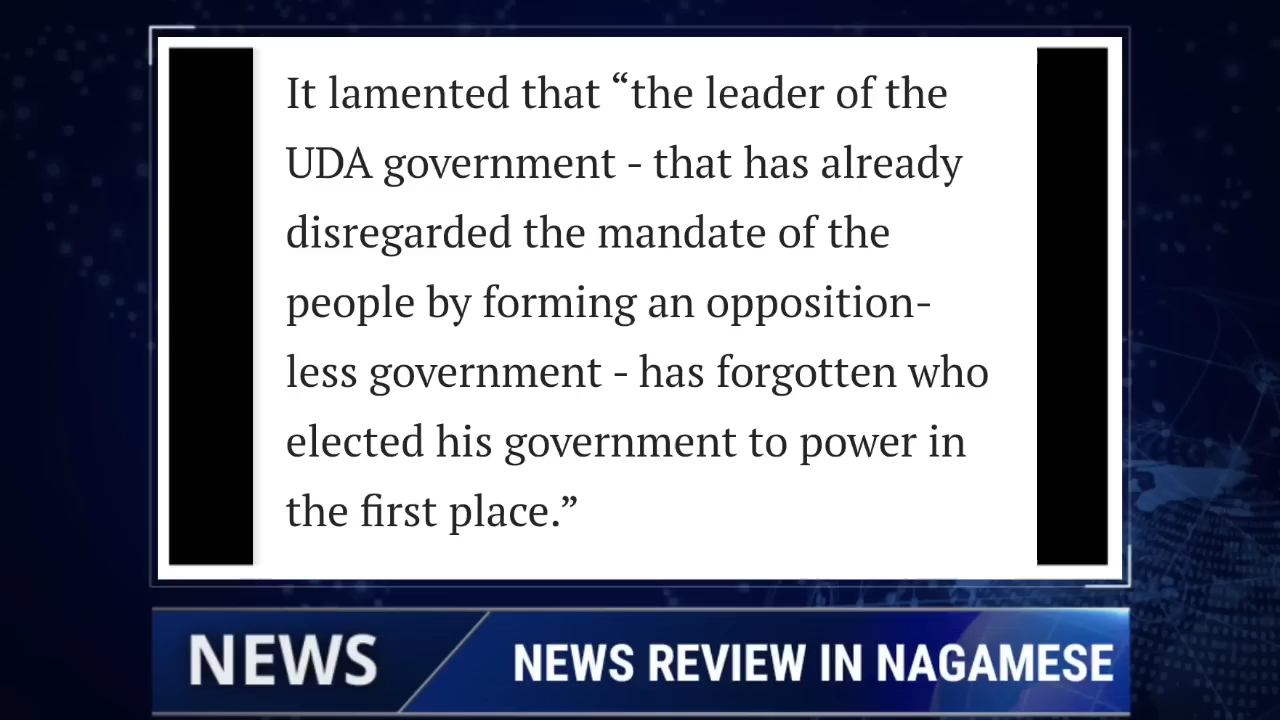 It lamented that “the leader of the
UDA government - that has already
disregarded the mandate of the
people by forming an opposition-
less government - has forgotten who
elected his government to power in
the first place.”
NEWS
NEWS REVIEW IN NAGAMESE